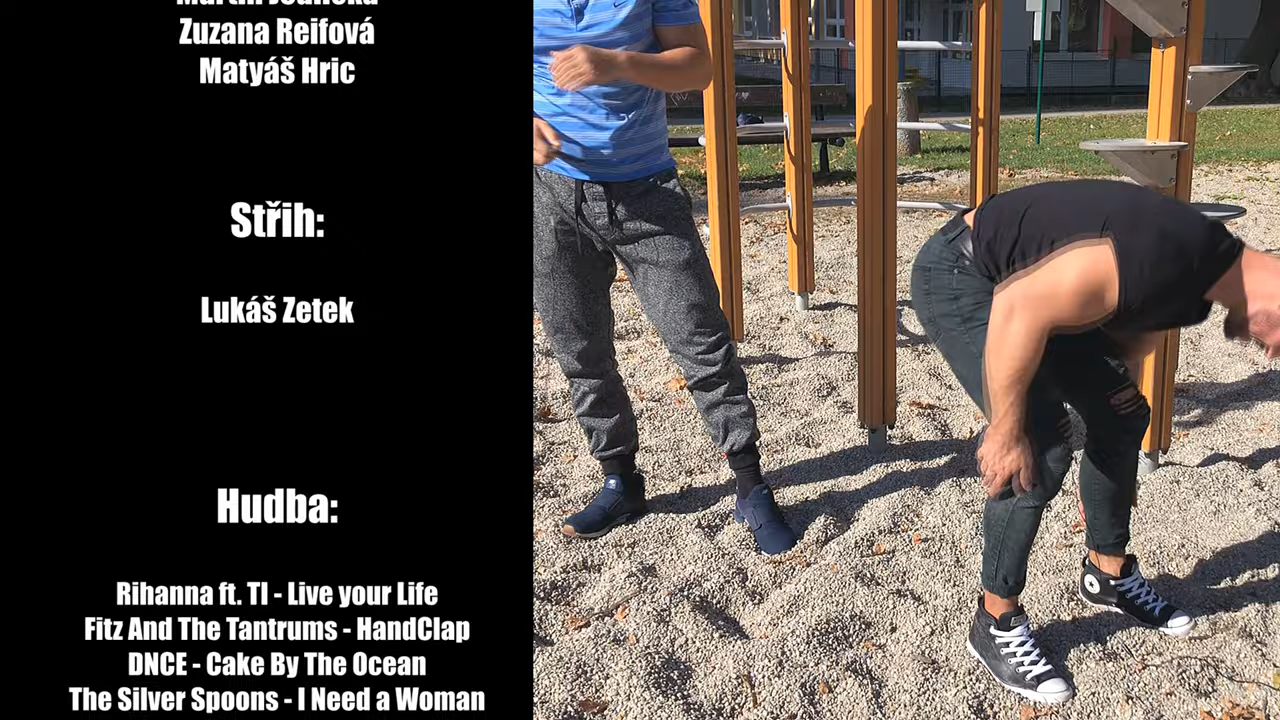 Zuzana Reifová
Matyáš Hric
Střih:
Lukáš Zetek
Hudba:
Rihanna ft. TI - Live your Life
Fitz And The Tantrums - HandClap
DNCE - Cake By The Ocean
The Silver Spoons - I Need a Woman